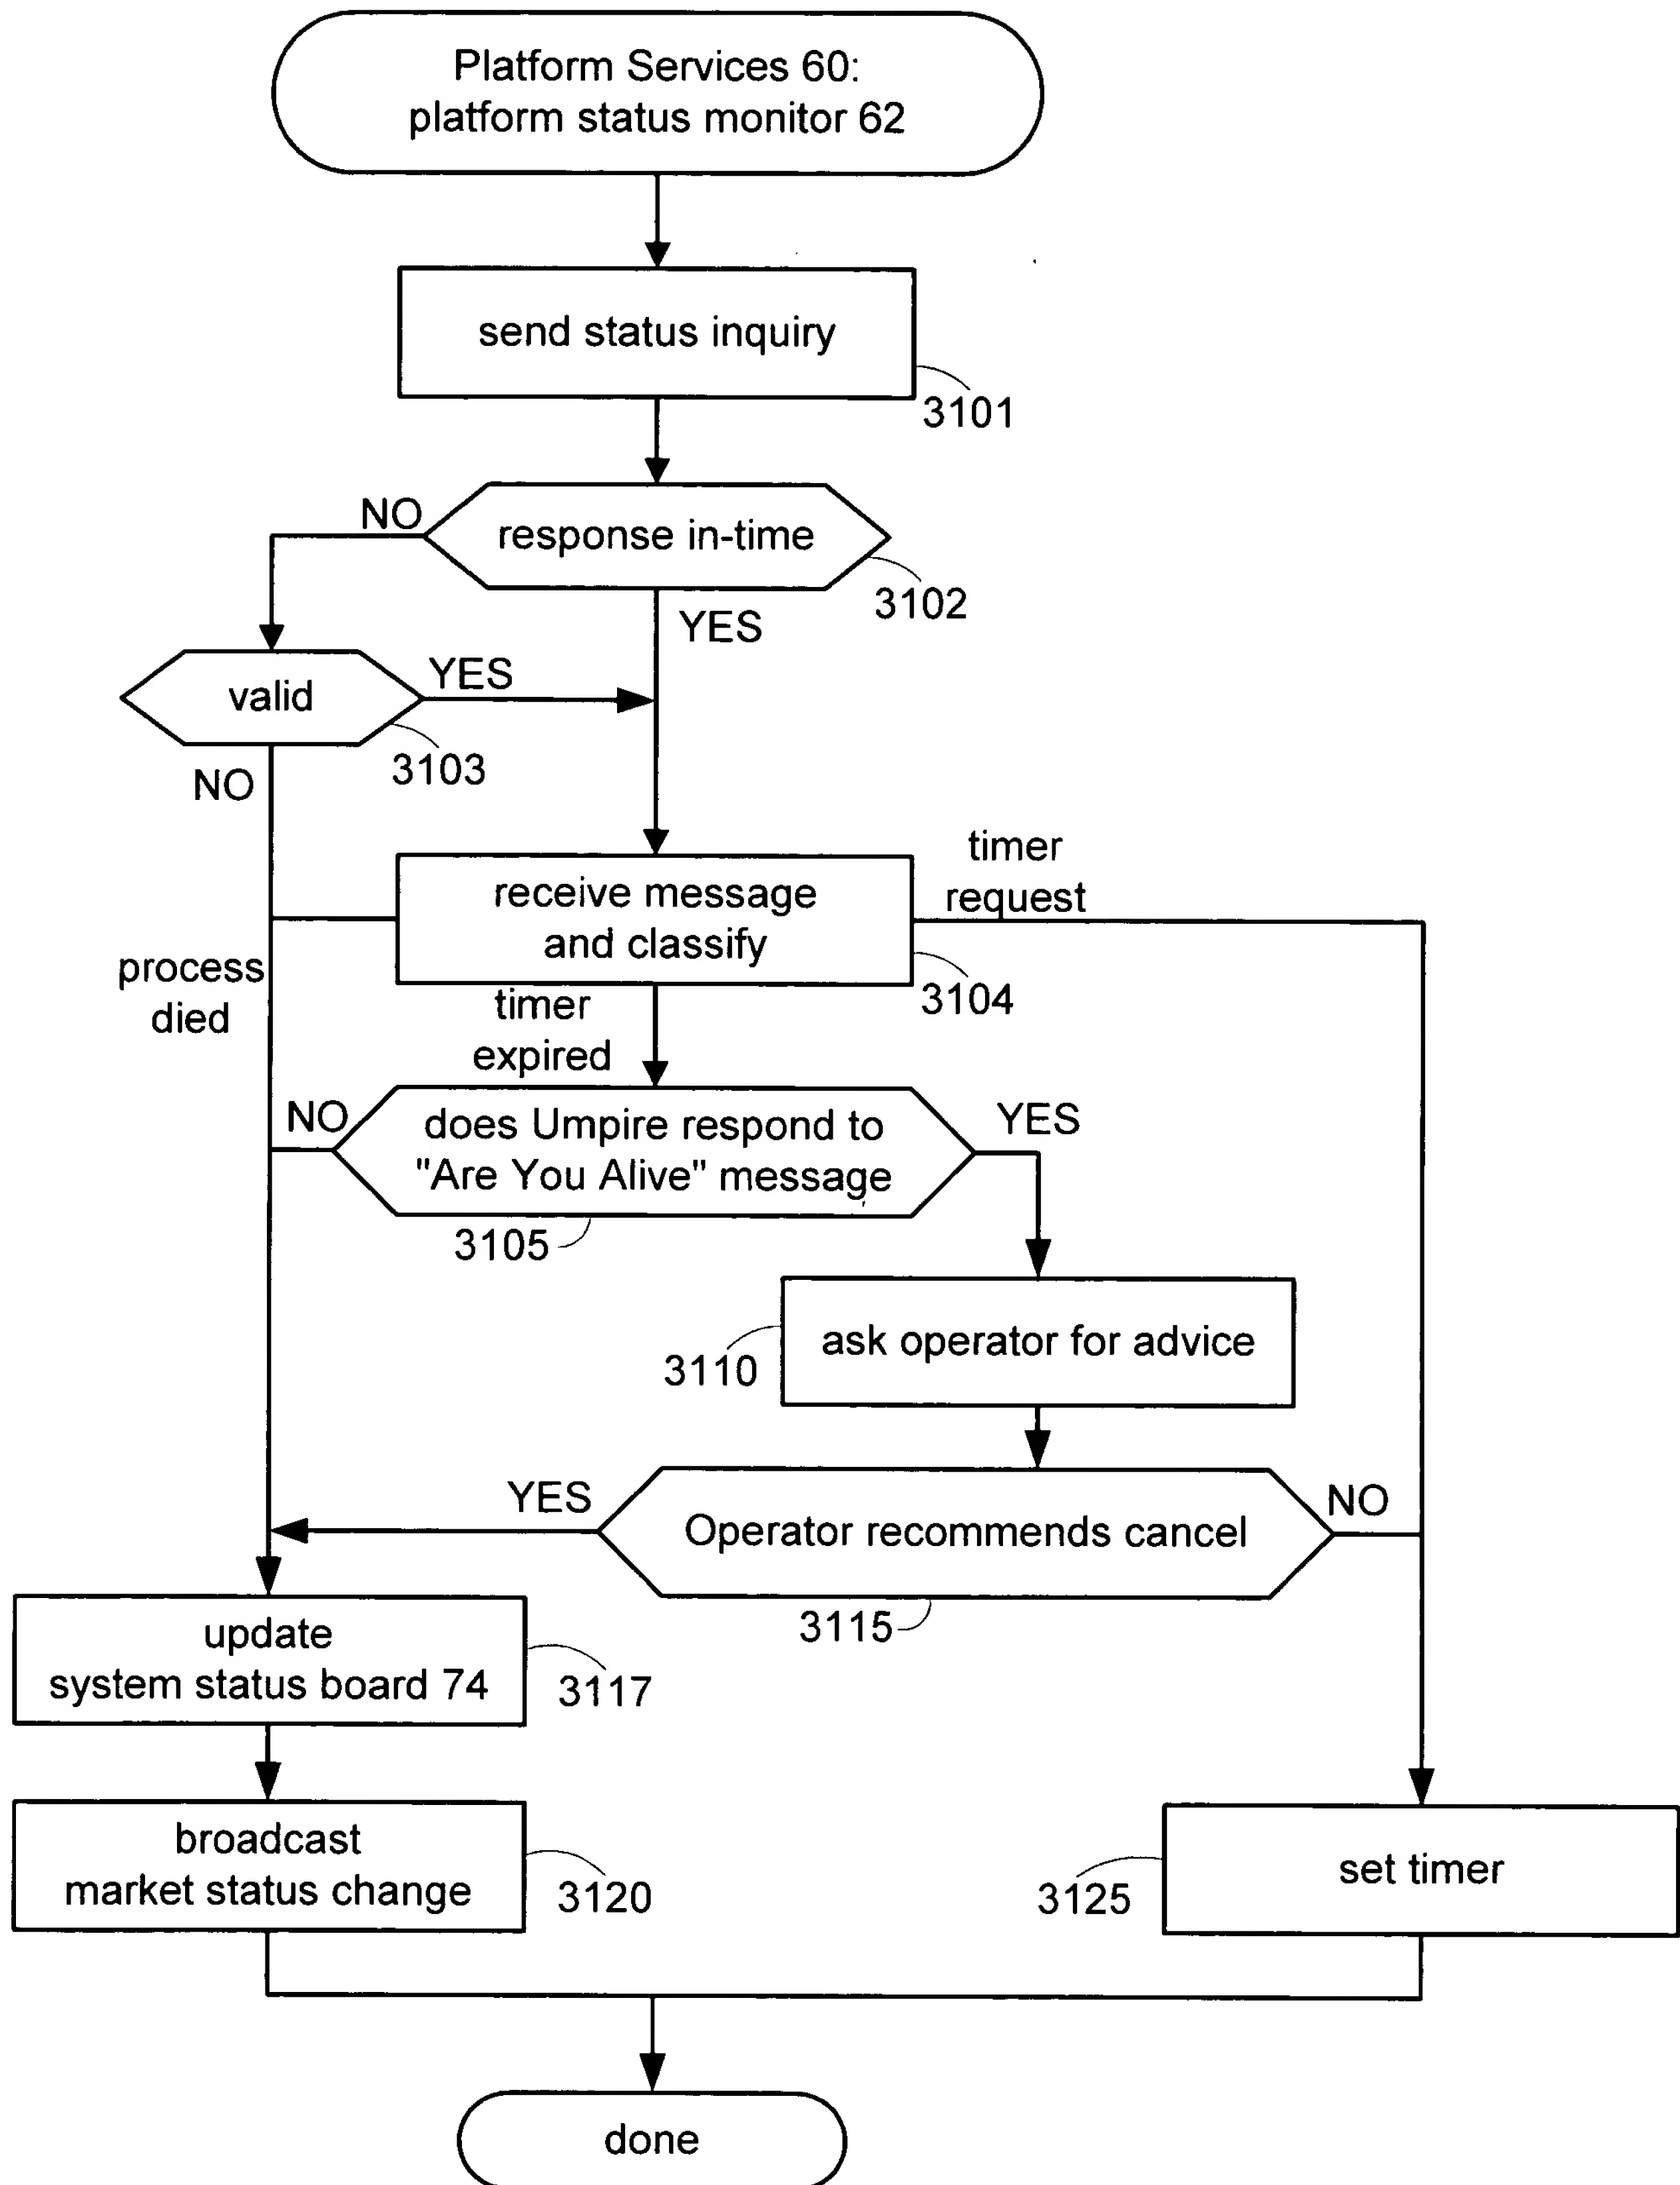 Platform Services 60:
platform status monitor 62
send status inquiry
3101
NO
response in-time
3102
YES
valid
YES
3103
NO
timer
request
receive message
and classify
3104
process
died
timer
expired
NO
does Umpire respond to
"Are You Alive" message
YES
3105
ask operator for advice
3110
YES
Operator recommends cancel
NO
3115
update
system status board 74
3117
broadcast
market status change
3120
set timer
3125
done